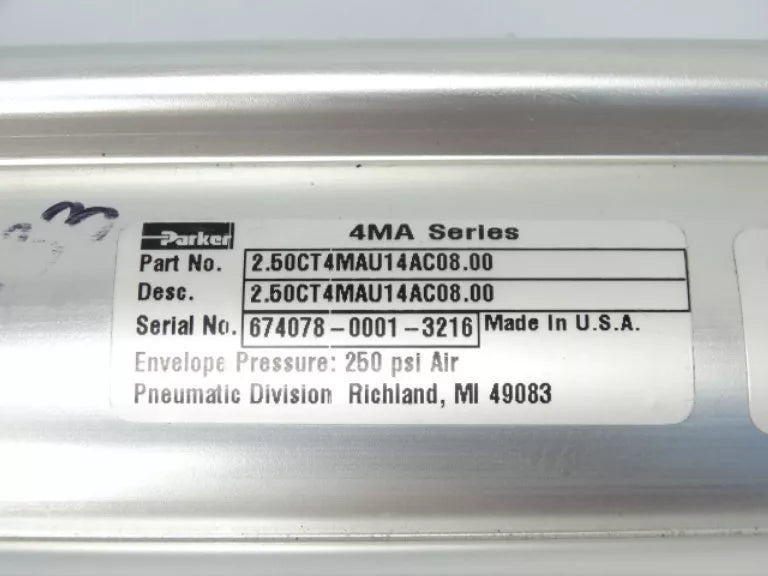 Parker 4MA Series
Part No. 2.50CT4MAU14AC08.00
Desc. 2.50CT4MAU14AC08.00
Serial No. 674078-0001-3216 Made In U.S.A.
Envelope Pressure: 250 psi Air
Pneumatic Division Richland, MI 49083